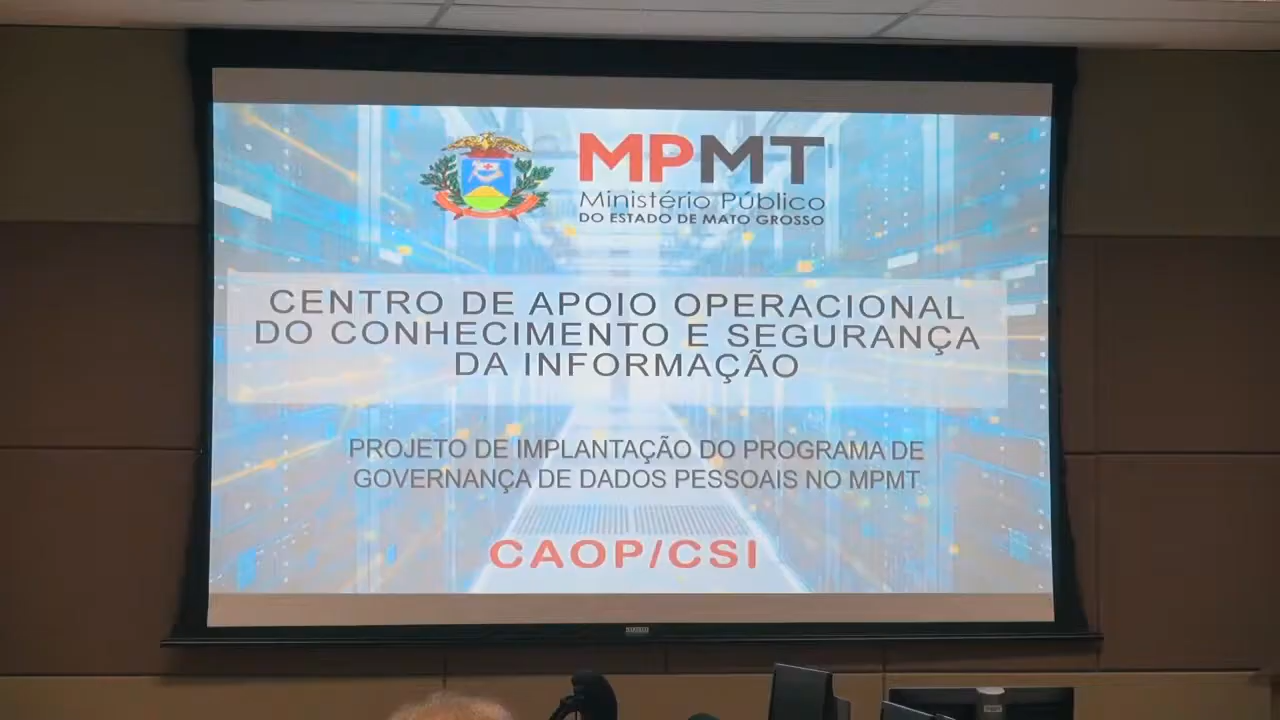 MPMT
Ministério Público
DO ESTADO DE MATO GROSSO
CENTRO DE APOIO OPERACIONAL
DO CONHECIMENTO E SEGURANÇA
DA INFORMAÇÃO
PROJETO DE IMPLANTAÇÃO DO PROGRAMA DE
GOVERNANÇA DE DADOS PESSOAIS NO MPMT
CAOP/CSI